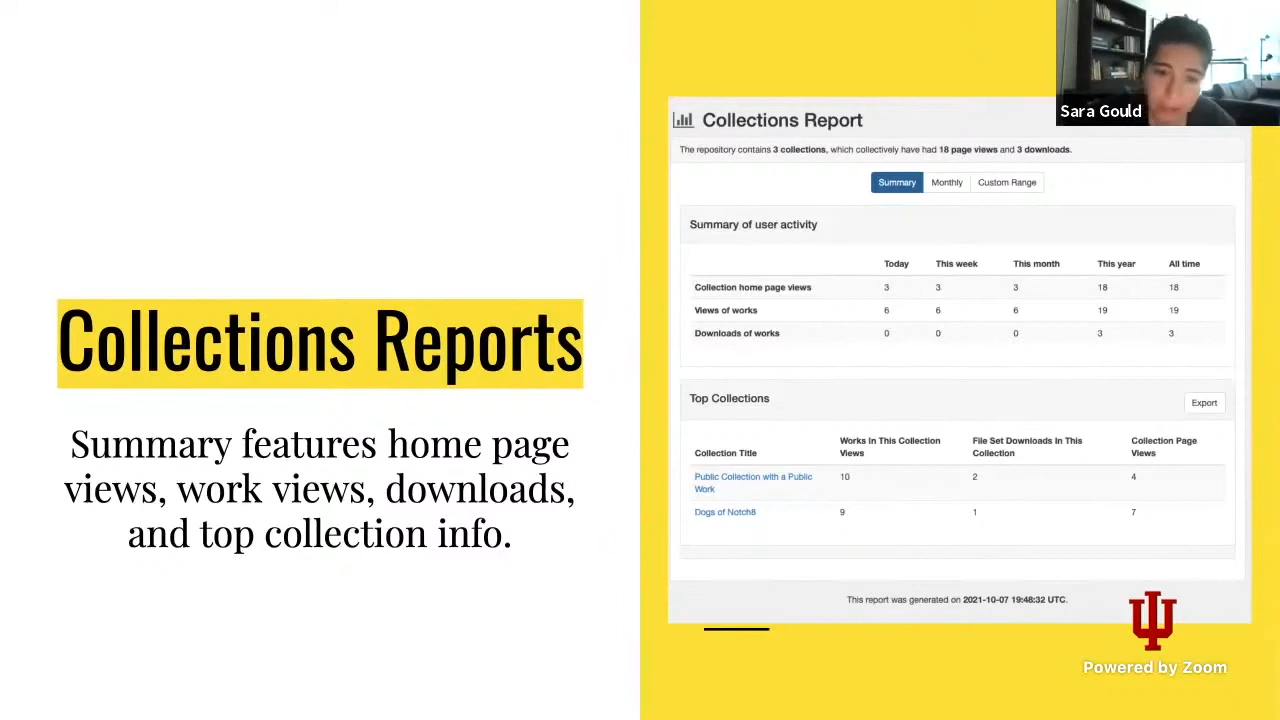 Sara Gould
Collections Reports
Summary features home page
views, work views, downloads,
and top collection info.
Collections Report
The repository contains 3 collections, which collectively have had 18 page views and 3 downloads.
Summary Monthly Custom Range
Summary of user activity
Today This week This month This year All time
Collection home page views 3 3 3 18 18
Views of works 6 6 6 19 19
Downloads of works 0 0 0 3 3
Top Collections
Export
Collection Title Works In This Collection Views File Set Downloads In This Collection Collection Page Views
Public Collection with a Public Work 10 2 4
Dogs of Notch8 9 1 7
This report was generated on 2021-10-07 19:48:32 UTC.
Powered by Zoom